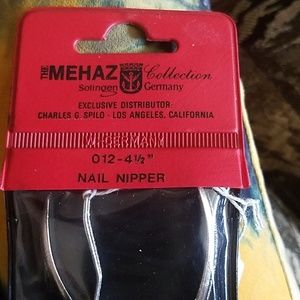 THE MEHAZ Collection
Solingen Germany
EXCLUSIVE DISTRIBUTOR:
CHARLES G. SPILO - LOS ANGELES, CALIFORNIA
012-4½"
NAIL NIPPER